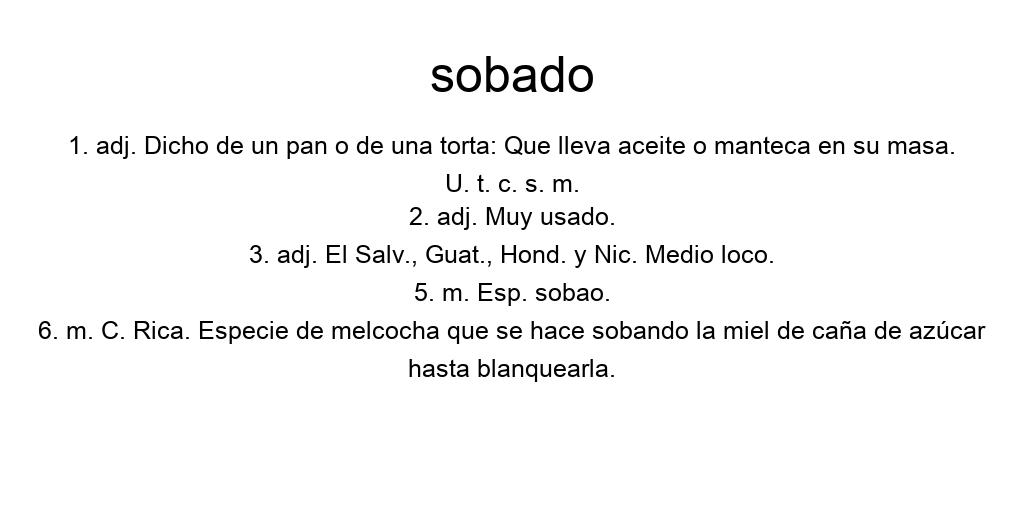 sobado
1. adj. Dicho de un pan o de una torta: Que lleva aceite o manteca en su masa.
U. t. c. s. m.
2. adj. Muy usado.
3. adj. El Salv., Guat., Hond. y Nic. Medio loco.
5. m. Esp. sobao.
6. m. C. Rica. Especie de melcocha que se hace sobando la miel de caña de azúcar
hasta blanquearla.